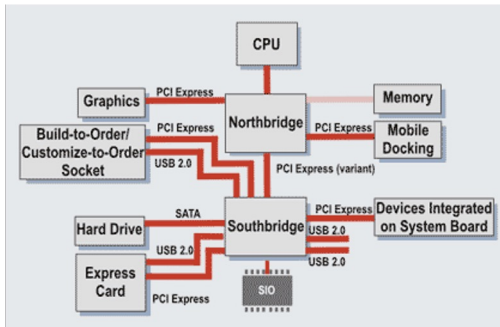 CPU
PCI Express
Graphics
Northbridge
Memory
PCI Express
Mobile
Docking
Build-to-Order/
Customize-to-Order
Socket
PCI Express
USB 2.0
PCI Express (variant)
Southbridge
PCI Express
Devices Integrated
on System Board
SATA
Hard Drive
USB 2.0
USB 2.0
USB 2.0
Express
Card
PCI Express
SIO